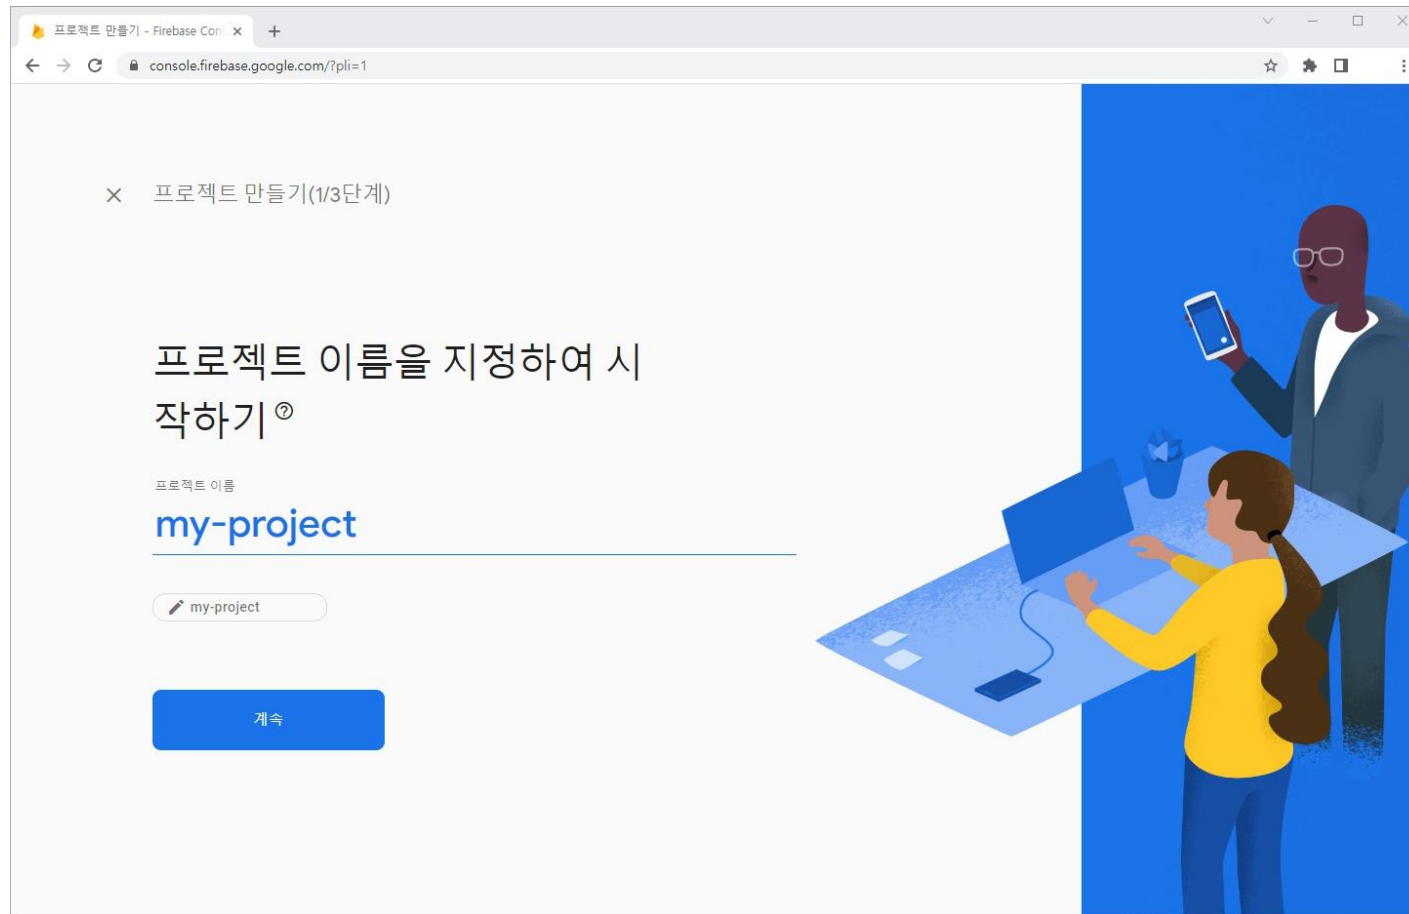 프로젝트 만들기 - Firebase Con
console.firebase.google.com/?pli=1
프로젝트 만들기(1/3단계)
프로젝트 이름을 지정하여 시
작하기
프로젝트 이름
my-project
my-project
계속